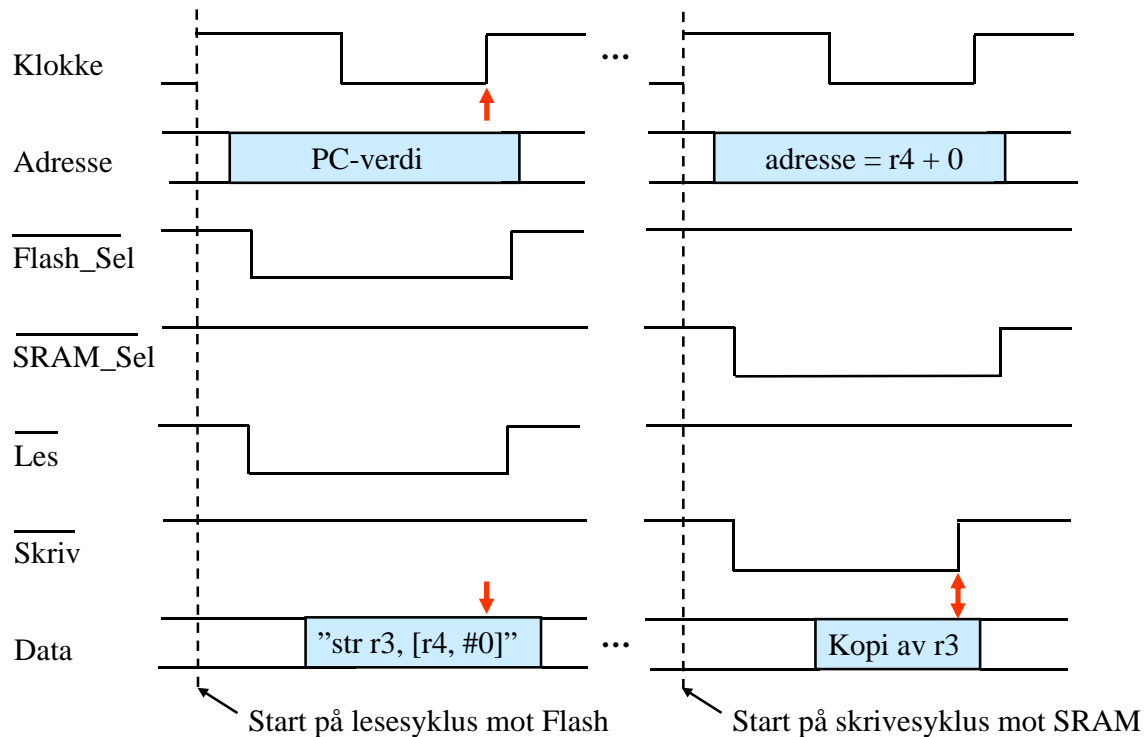 Klokke
...
Adresse
PC-verdi
adresse = r4 + 0
Flash_Sel
SRAM_Sel
Les
Skriv
Data
”str r3, [r4, #0]”
...
Kopi av r3
Start på lesesyklus mot Flash
Start på skrivesyklus mot SRAM